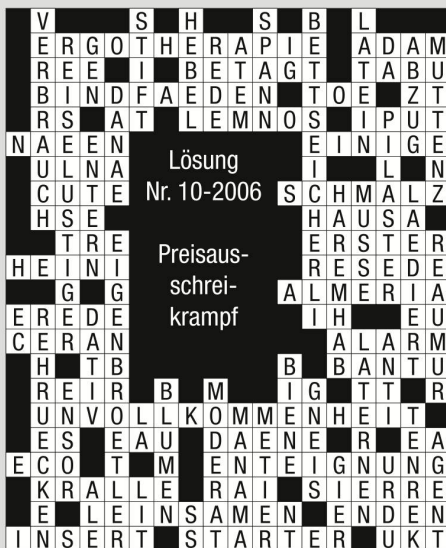 V S H S B L
ERGOTHERAPIE ADAM
REE I BETAGT TABU
BINDFAEDEN TOE ZT
RS AT LEMNOS IPUT
NAEEN EINIGE
ULNA I L N
CUTE SCHMALZ
HSE HAUSA
TRE ERSTER
HEINI RESEDE
G G ALMERIA
EREDE IH EU
CERAN ALARM
H TB B BANTU
REIR B M IG TT R
UNVOLLKOMMENHEIT
ES EAU DAENE R EA
ECO T M ENTEIGNUNG
KRALLE RAI SIERRE
E LEINSAMEN ENDEN
INSERT STARTER UKT
Lösung
Nr. 10-2006
Preisaus-
schrei-
krampf